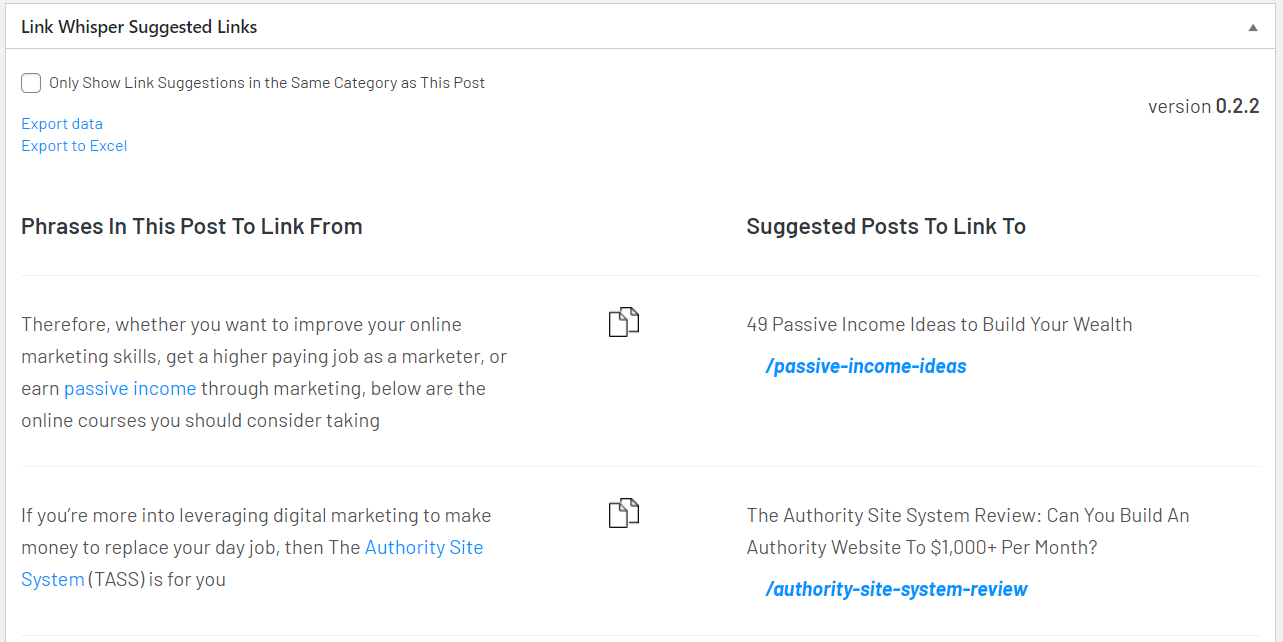 Link Whisper Suggested Links
Only Show Link Suggestions in the Same Category as This Post
version 0.2.2
Export data
Export to Excel
Phrases In This Post To Link From
Suggested Posts To Link To
Therefore, whether you want to improve your online
marketing skills, get a higher paying job as a marketer, or
earn passive income through marketing, below are the
online courses you should consider taking
49 Passive Income Ideas to Build Your Wealth
/passive-income-ideas
If you’re more into leveraging digital marketing to make
money to replace your day job, then The Authority Site
System (TASS) is for you
The Authority Site System Review: Can You Build An
Authority Website To $1,000+ Per Month?
/authority-site-system-review